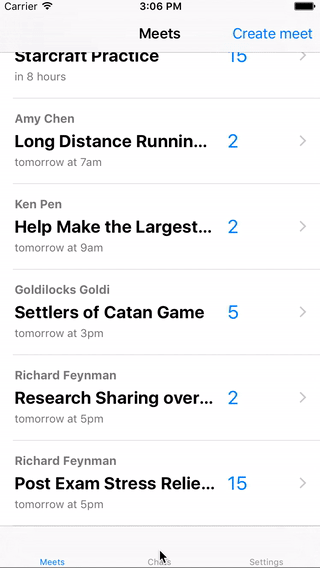 Carrier 3:06 PM
Meets Create meet
Starcraft Practice 15
in 8 hours
Amy Chen
Long Distance Runnin... 2
tomorrow at 7am
Ken Pen
Help Make the Largest... 2
tomorrow at 9am
Goldilocks Goldi
Settlers of Catan Game 5
tomorrow at 3pm
Richard Feynman
Research Sharing over... 2
tomorrow at 5pm
Richard Feynman
Post Exam Stress Relie... 15
tomorrow at 5pm
Meets Chats Settings